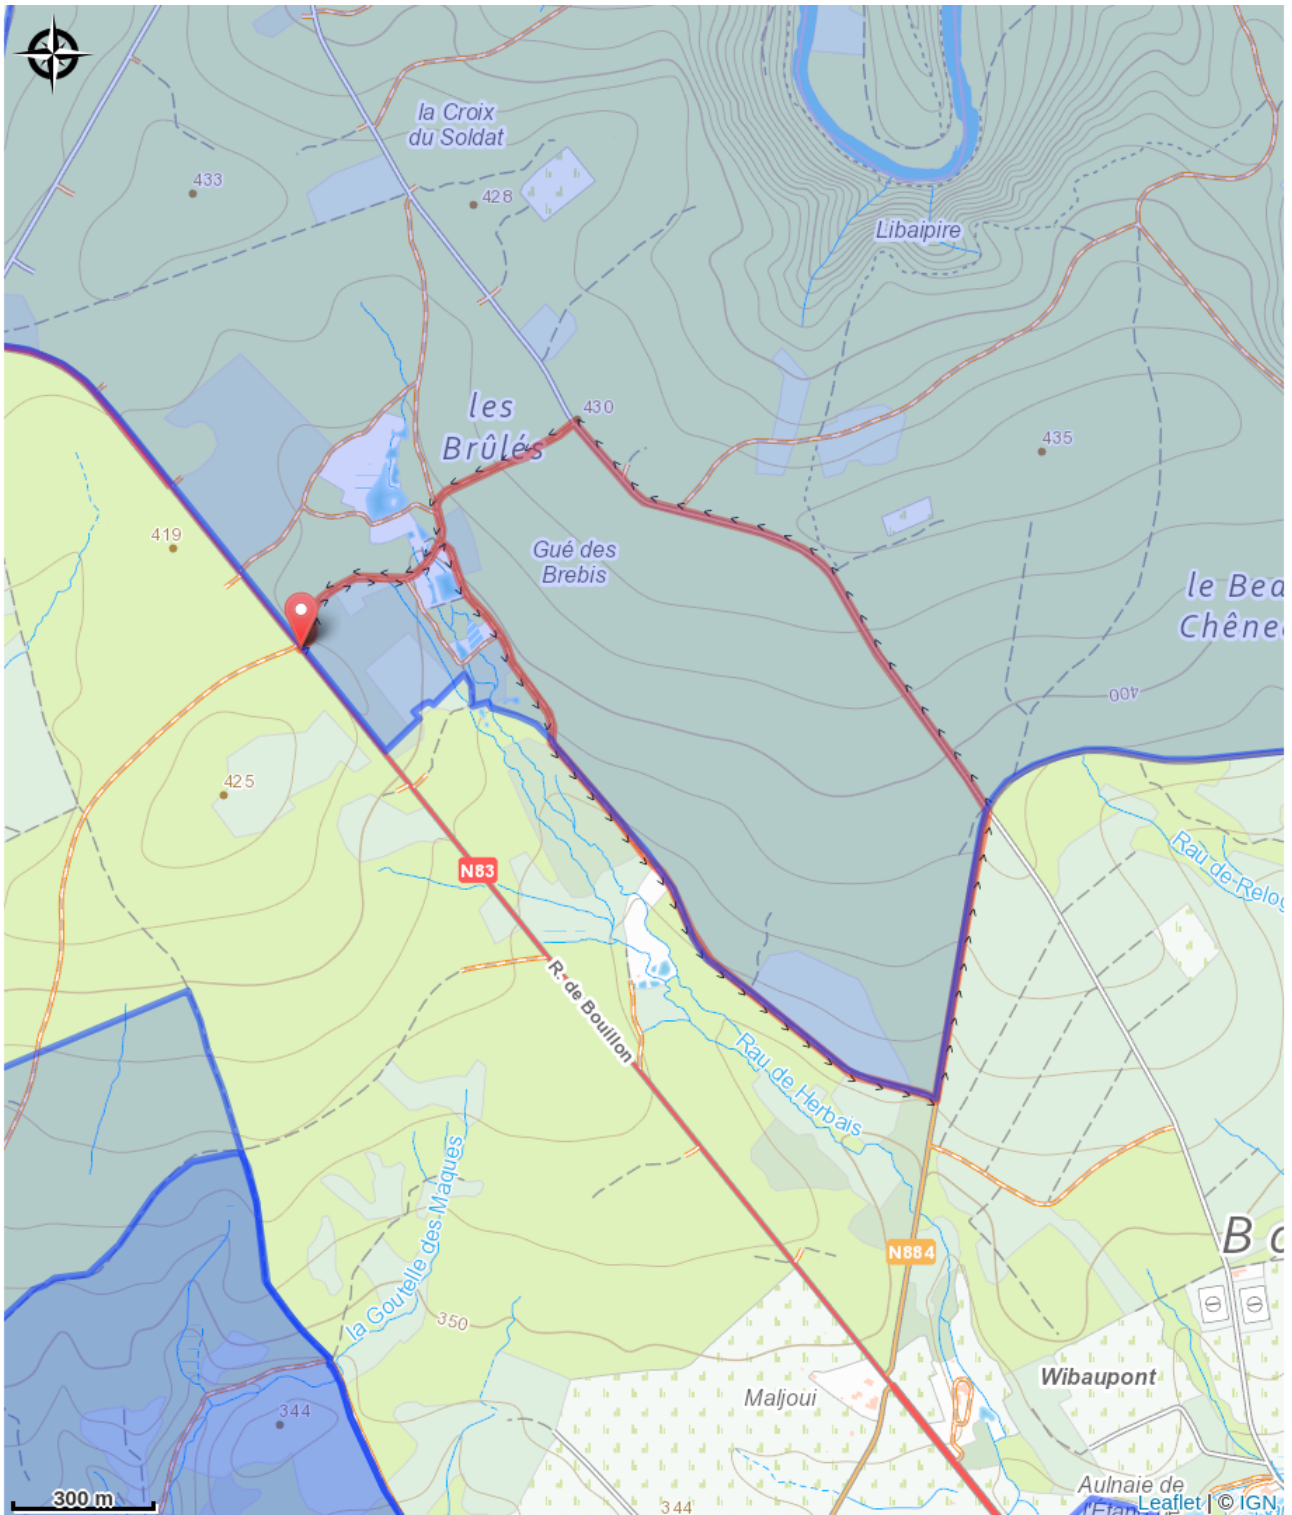 la Croix
du Soldat
433
428
Libaipire
430
les
Brûlés
435
419
Gué des
Brebis
le Bea
Chêne
400
425
Rau de Relog
N83
R. de Bouillon
Rau de Herbais
la Goutelle des Maques
N884
B
350
Wibaupont
Maljoui
344
Aulnaie de
l'Etan
344
300 m
Leaflet | © IGN